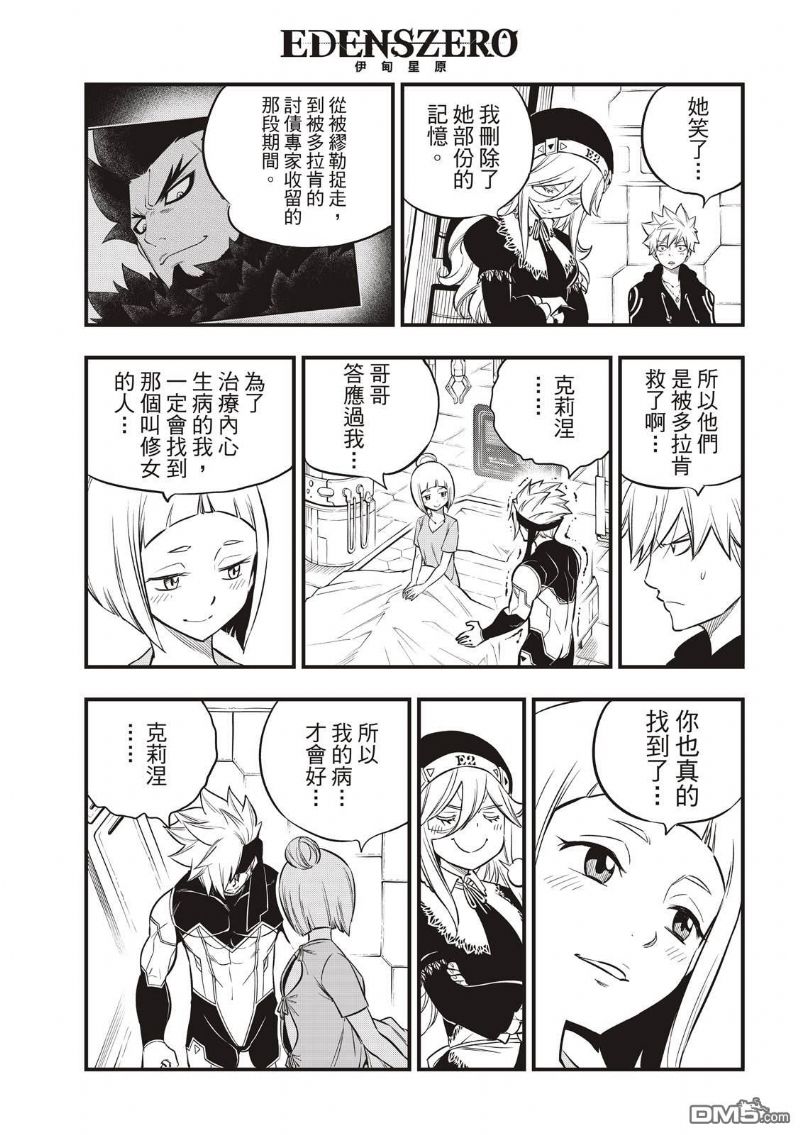 EDENSZERO
伊甸星原
她笑了⋯
我刪除了
她部份的
記憶。
E2
從被繆勒捉走，
到被多拉肯的
討債專家收留的
那段期間。
所以他們
是被多拉肯
救了啊⋯
克莉涅
⋯⋯
哥哥
答應過我⋯
為了
治療內心
生病的我，
一定會找到
那個叫修女
的人⋯
你也真的
找到了⋯
E2
所以
我的病⋯
才會好⋯
克莉涅
⋯⋯
DM5.com